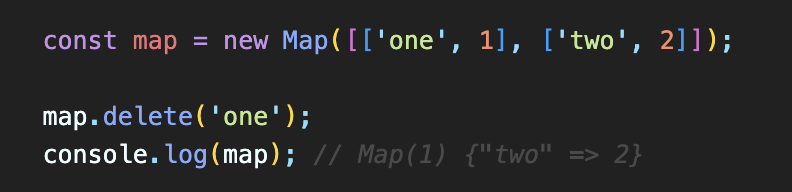 const map = new Map([['one', 1], ['two', 2]]);
map.delete('one');
console.log(map); // Map(1) {"two" => 2}